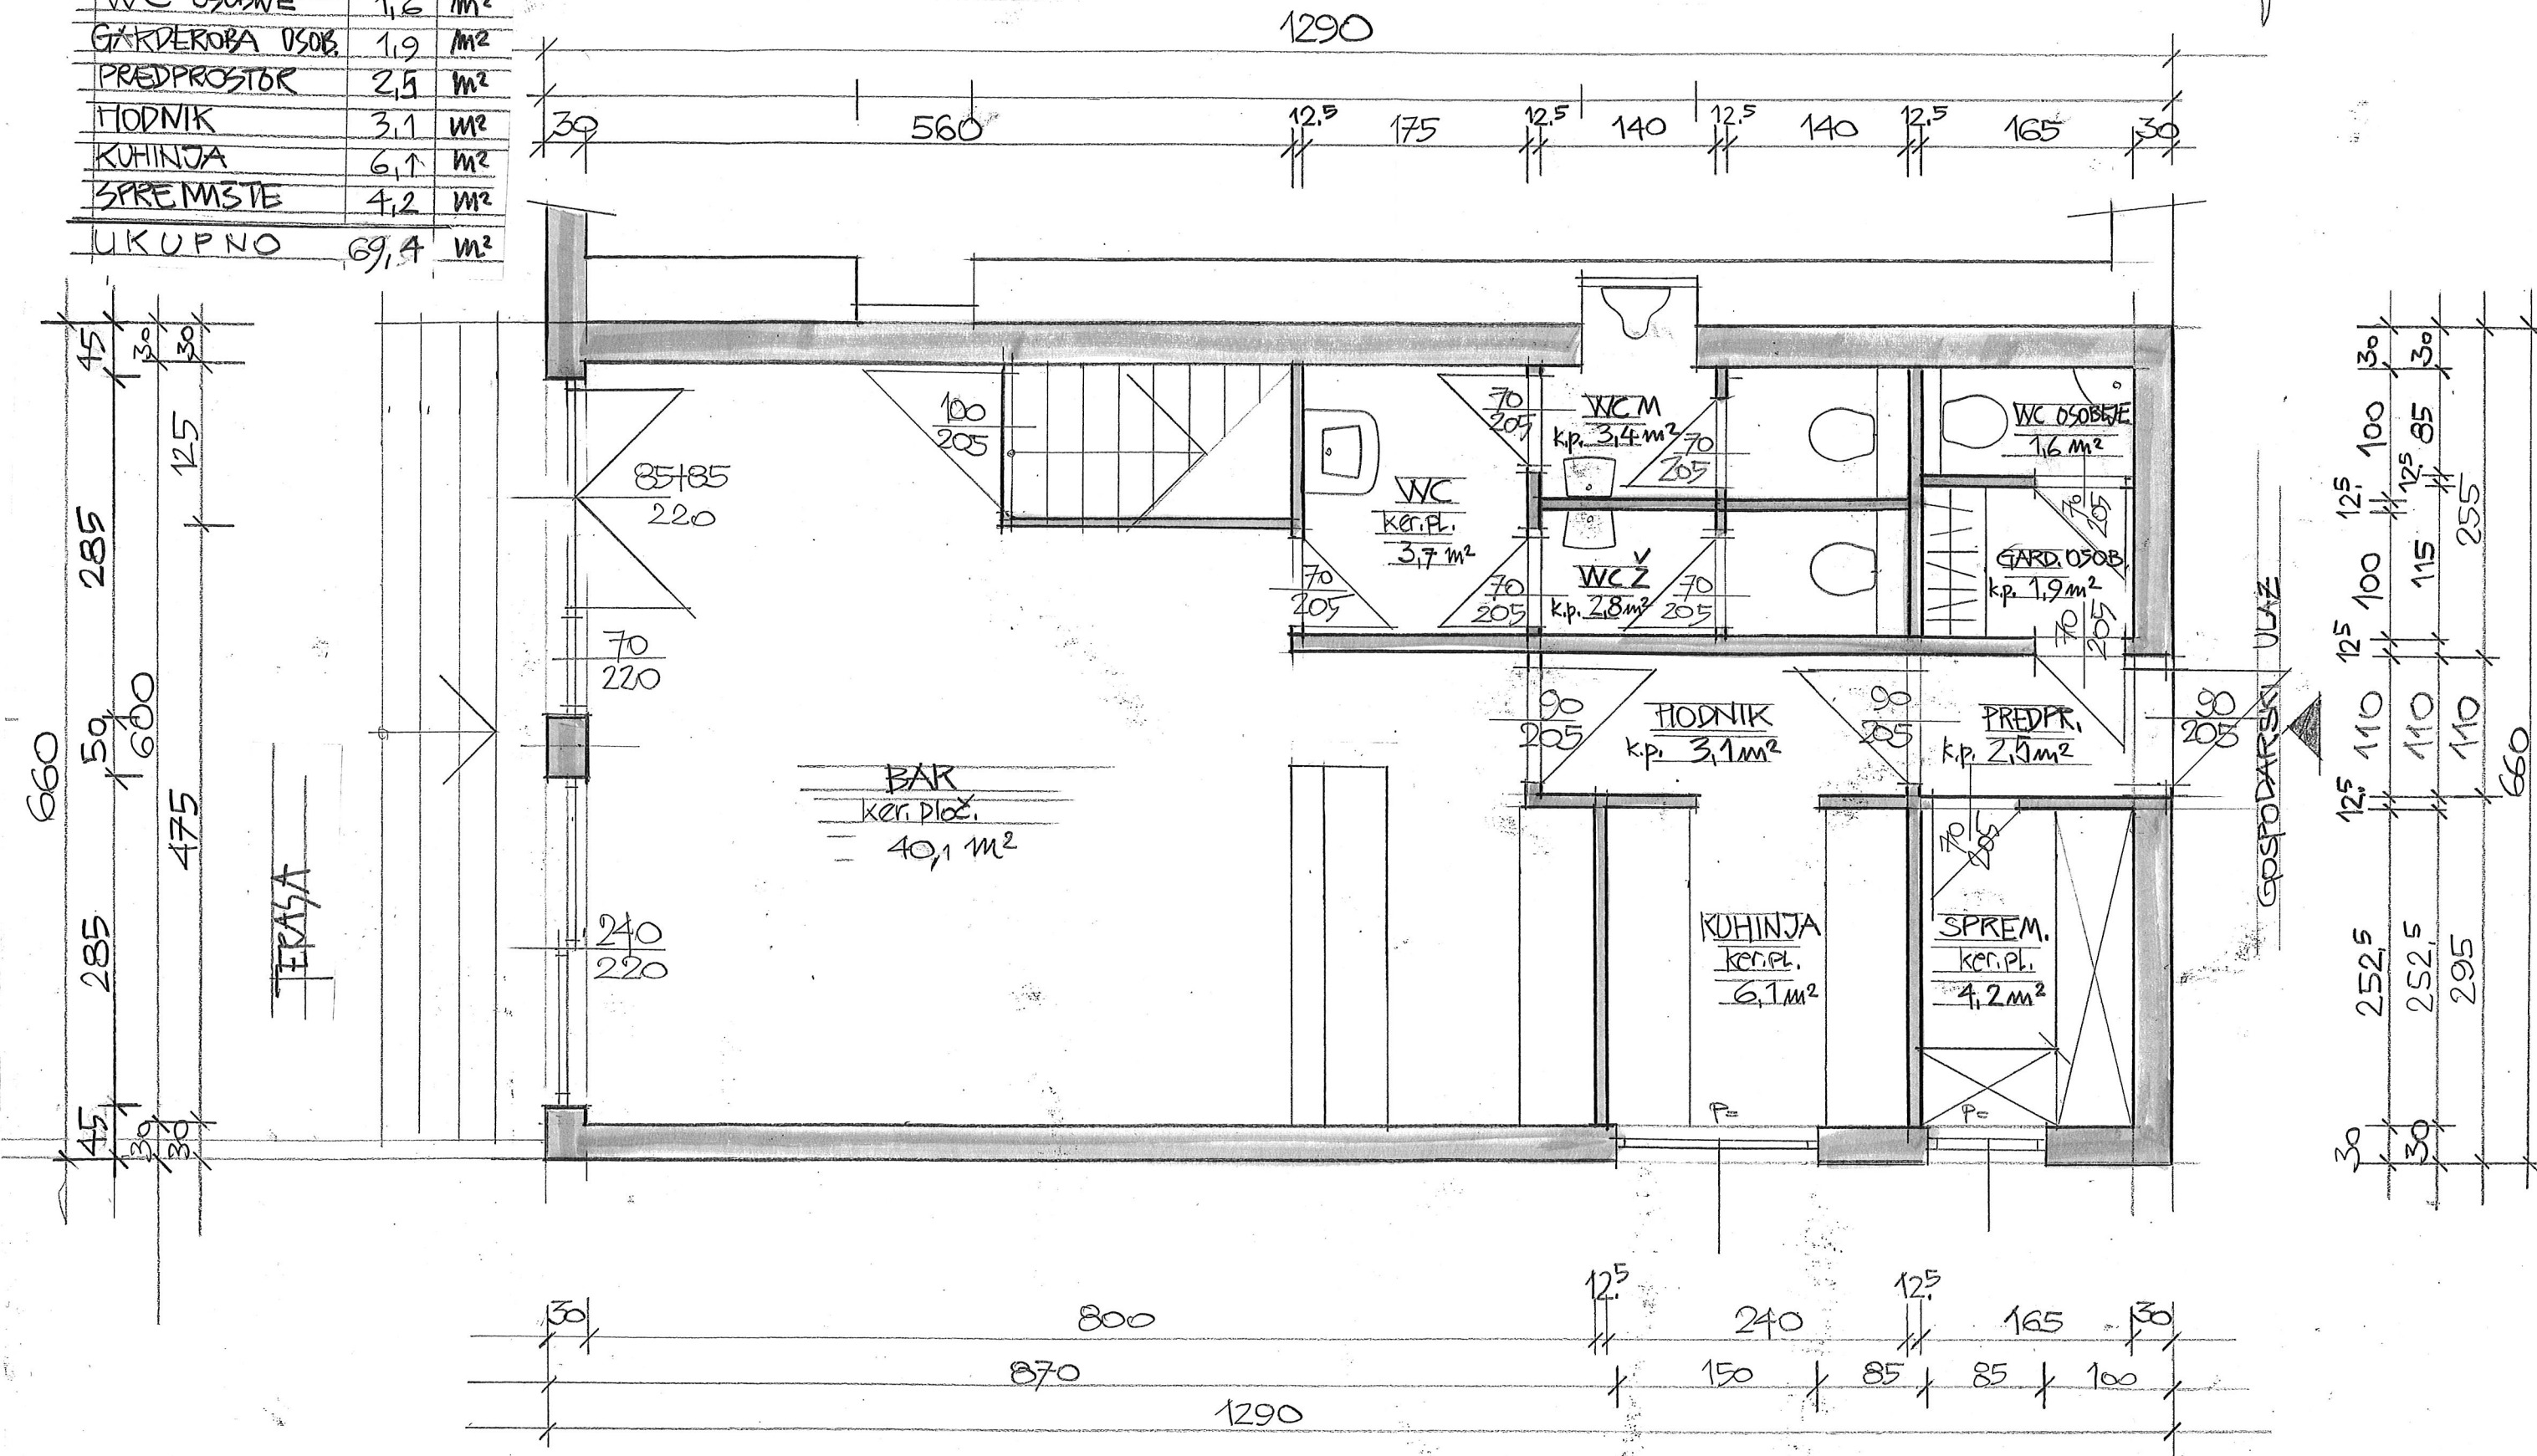 GARDEROBA OSOB. 1,9 m²
PREDPROSTOR 2,5 m²
HODNIK 3,1 m²
KUHINJA 6,1 m²
SPREMIŠTE 4,2 m²
UKUPNO 69,4 m²
1290
30 560 12.5 175 12.5 140 12.5 140 12.5 165 30
45 285 50 285 45
660
30 600 30
30 125 475 30
TERASA
85+85
220
70
220
240
220
100
205
BAR
ker. ploč.
40,1 m²
WC
ker.pl.
3,7 m²
70
205
70
205
70
205
WC M
k.p. 3,4 m²
70
205
WC Ž
k.p. 2,8 m²
70
205
WC OSOBLJE
1,6 m²
70
205
GARD. OSOB.
k.p. 1,9 m²
70
205
90
205
HODNIK
k.p. 3,1 m²
90
205
PREDPR.
k.p. 2,5 m²
90
205
GOSPODARSKI ULAZ
70
205
KUHINJA
ker.pl.
6,1 m²
P=
SPREM.
ker.pl.
4,2 m²
P=
30 100 12.5 100 12.5 110 12.5 252,5 30
30 85 12.5 115 110 252,5 30
255 110 295
660
30 800 12.5 240 12.5 165 30
870 150 85 85 100
1290